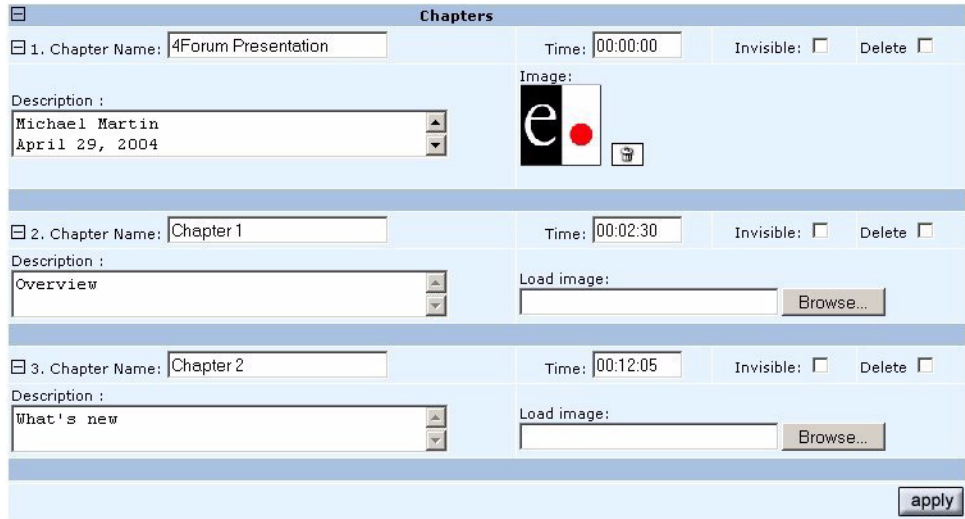 Chapters
1. Chapter Name: 4Forum Presentation Time: 00:00:00 Invisible: Delete
Image:
Description :
Michael Martin
April 29, 2004
e
2. Chapter Name: Chapter 1 Time: 00:02:30 Invisible: Delete
Description :
Overview
Load image:
Browse...
3. Chapter Name: Chapter 2 Time: 00:12:05 Invisible: Delete
Description :
What's new
Load image:
Browse...
apply